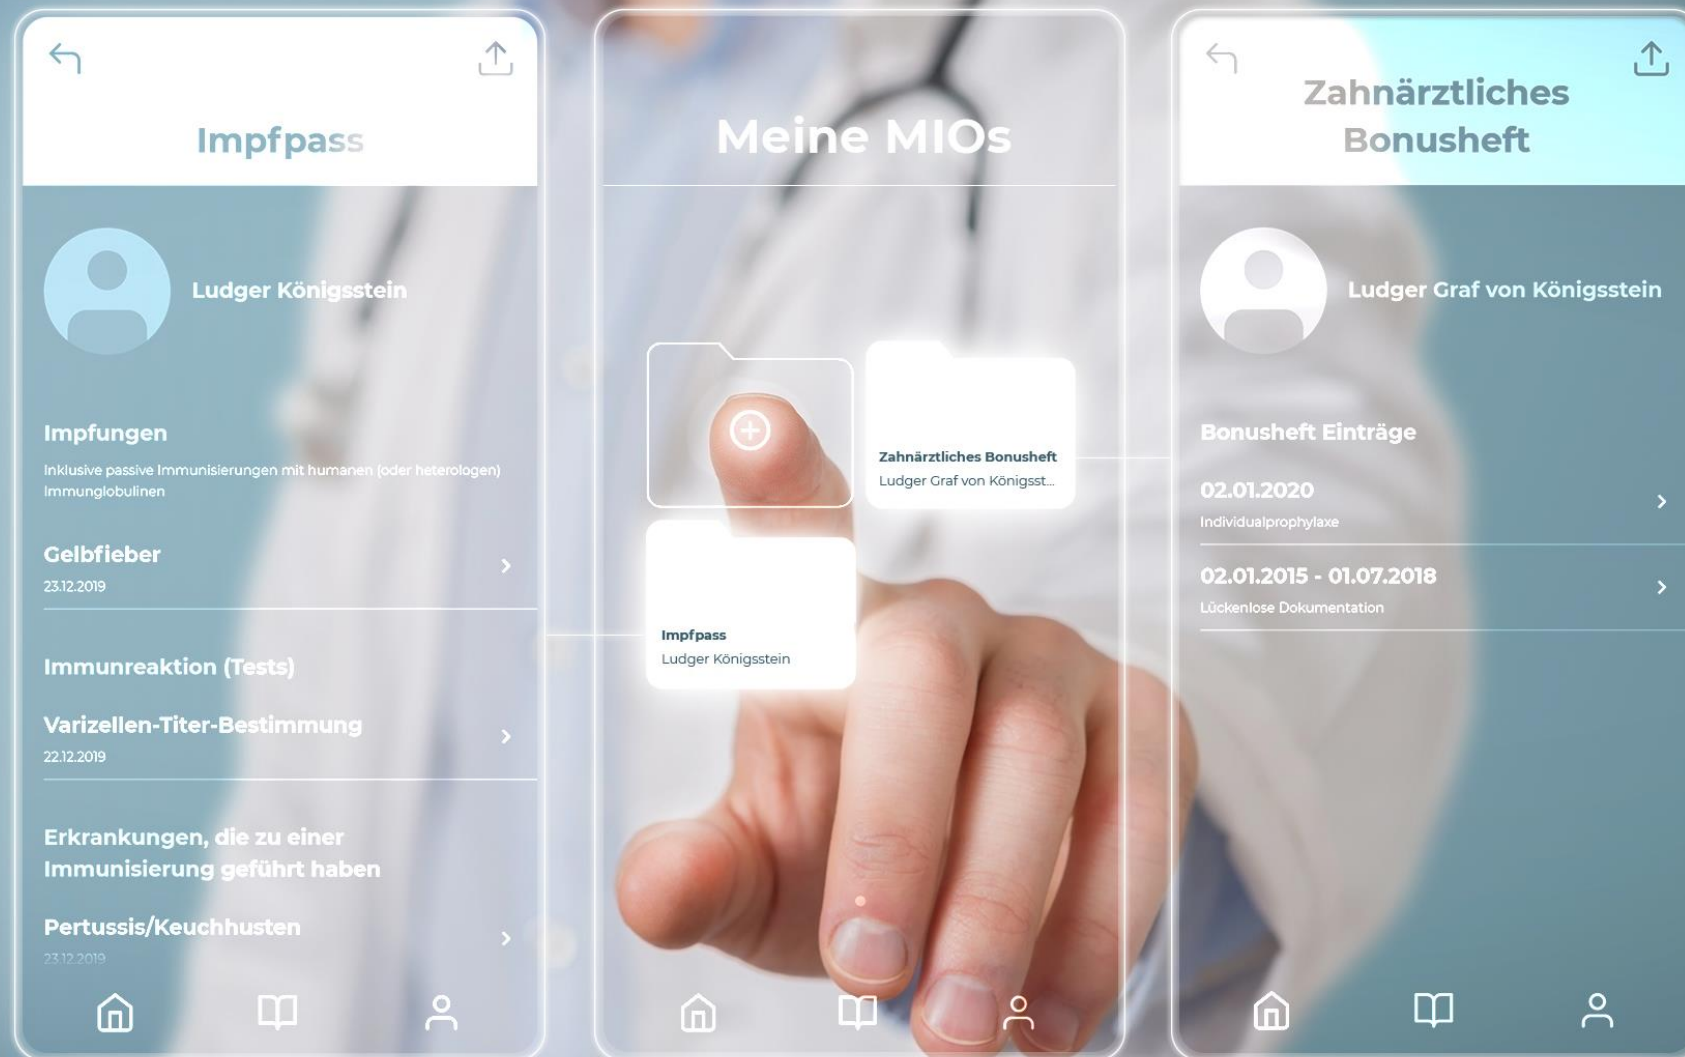 Impfpass
Ludger Königsstein
Impfungen
Inklusive passive Immunisierungen mit humanen (oder heterologen)
Immunglobulinen
Gelbfieber
23.12.2019
Immunreaktion (Tests)
Varizellen-Titer-Bestimmung
22.12.2019
Erkrankungen, die zu einer
Immunisierung geführt haben
Pertussis/Keuchhusten
23.12.2019
Meine MIOs
Zahnärztliches Bonusheft
Ludger Graf von Königsst...
Impfpass
Ludger Königsstein
Zahnärztliches
Bonusheft
Ludger Graf von Königsstein
Bonusheft Einträge
02.01.2020
Individualprophylaxe
02.01.2015 - 01.07.2018
Lückenlose Dokumentation